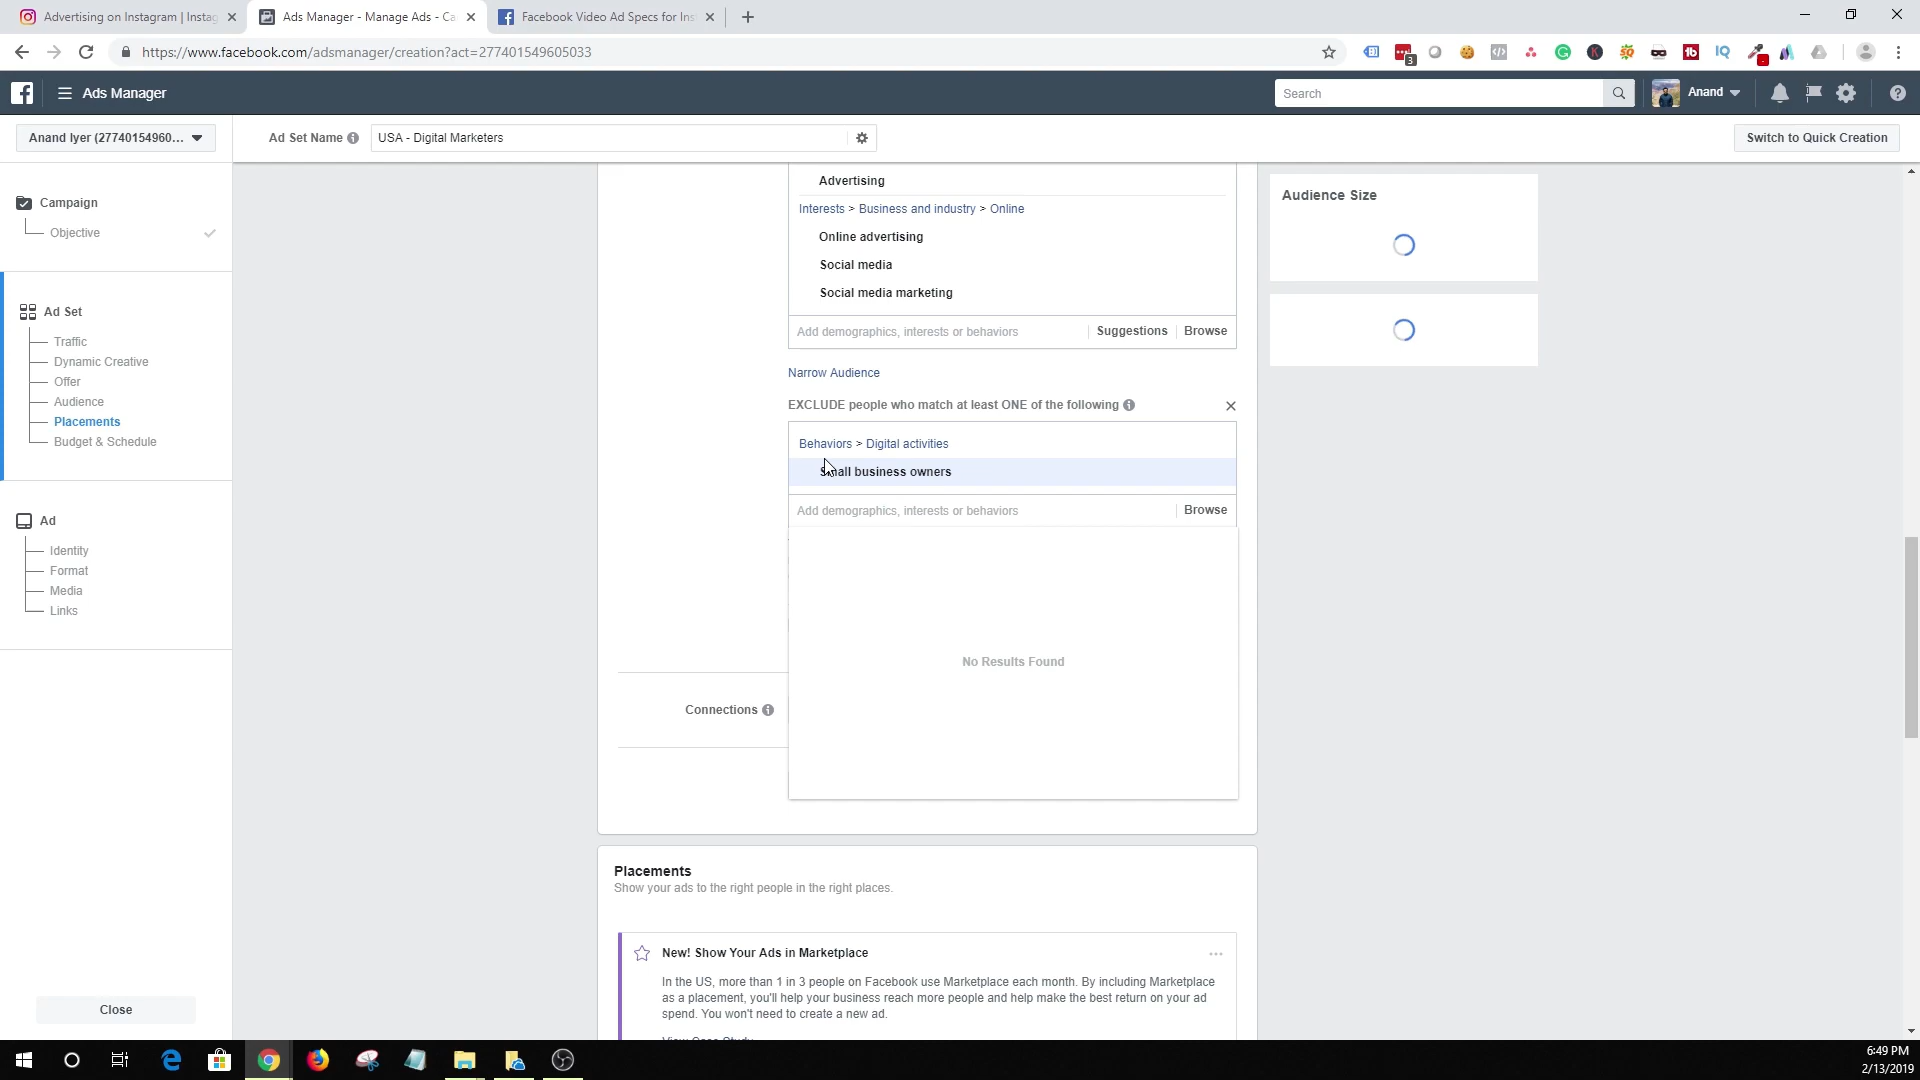 Advertising on Instagram | Instag
Ads Manager - Manage Ads - Ca
Facebook Video Ad Specs for Ins
https://www.facebook.com/adsmanager/creation?act=277401549605033
3
Ads Manager
Search
Anand
Anand Iyer (27740154960...
Ad Set Name
USA - Digital Marketers
Switch to Quick Creation
Campaign
Objective
Ad Set
Traffic
Dynamic Creative
Offer
Audience
Placements
Budget & Schedule
Ad
Identity
Format
Media
Links
Close
Advertising
Interests > Business and industry > Online
Online advertising
Social media
Social media marketing
Add demographics, interests or behaviors
Suggestions
Browse
Narrow Audience
EXCLUDE people who match at least ONE of the following
Behaviors > Digital activities
Small business owners
Add demographics, interests or behaviors
Browse
No Results Found
Connections
Audience Size
Placements
Show your ads to the right people in the right places.
New! Show Your Ads in Marketplace
In the US, more than 1 in 3 people on Facebook use Marketplace each month. By including Marketplace
as a placement, you'll help your business reach more people and help make the best return on your ad
spend. You won't need to create a new ad.
View Case Study
6:49 PM
2/13/2019